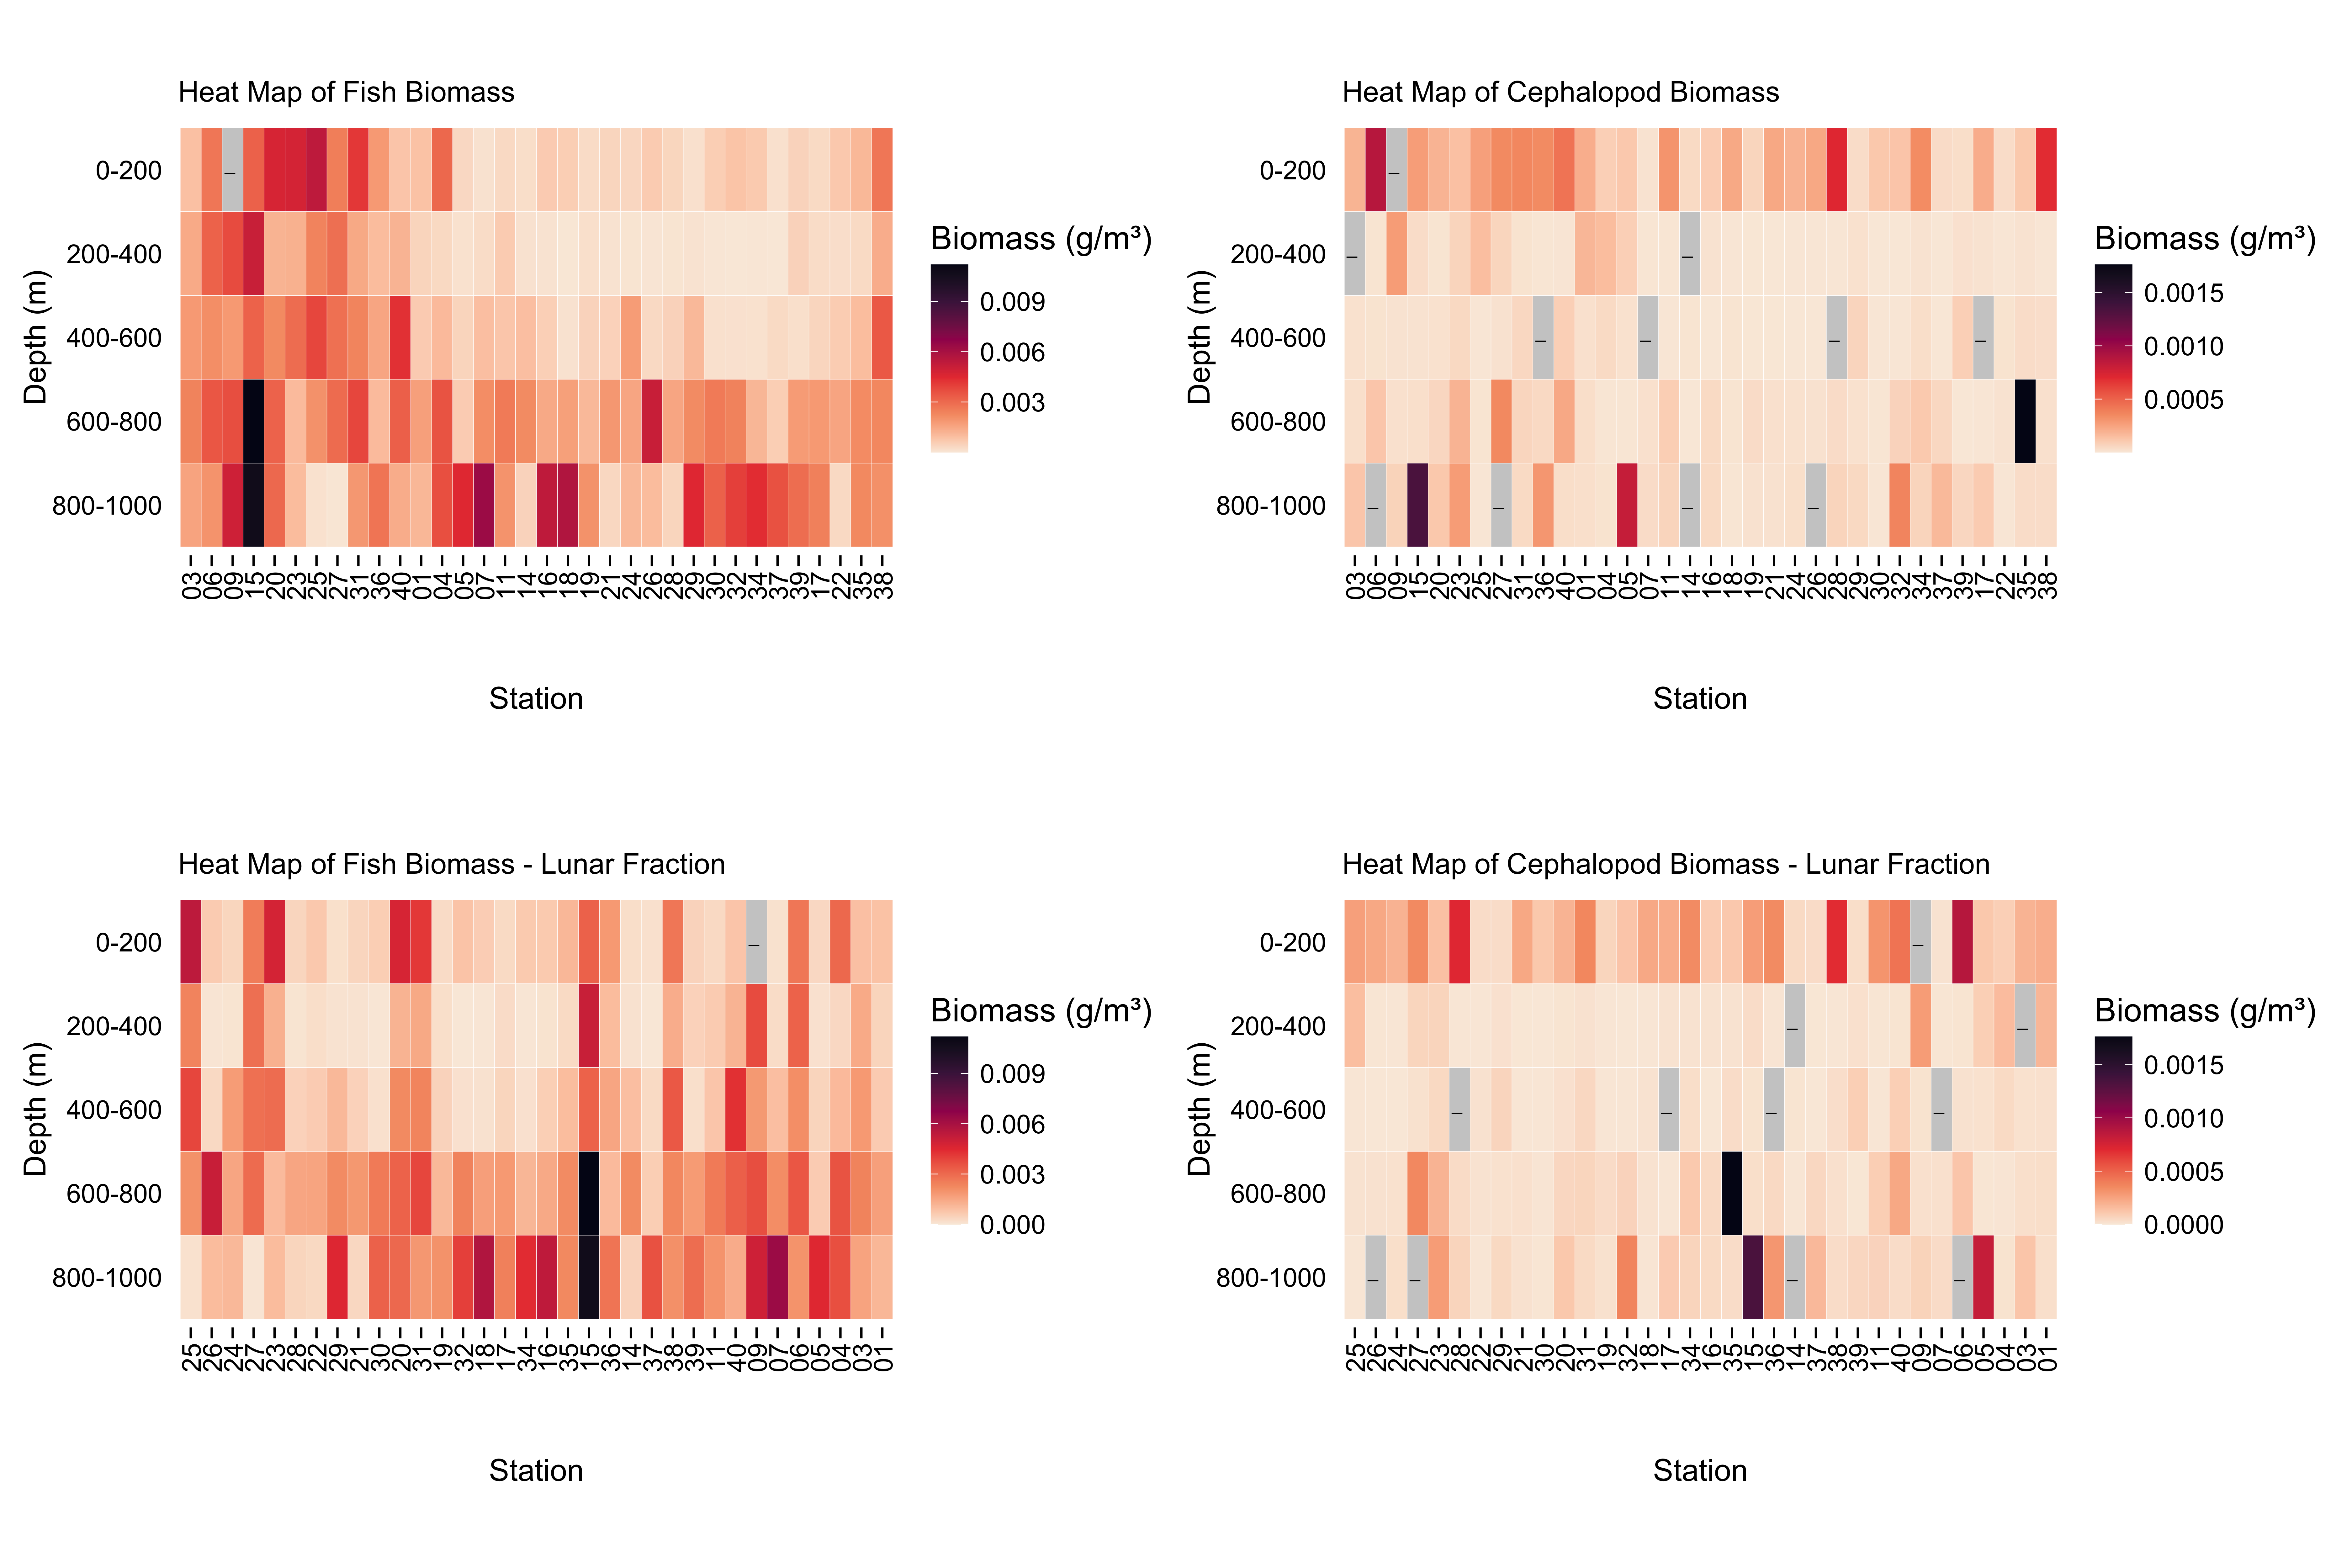 Heat Map of Fish Biomass
0-200
200-400
400-600
600-800
800-1000
Depth (m)
03 06 09 15 20 23 25 27 31 36 40 01 04 05 07 11 14 16 18 19 21 24 26 28 29 30 32 34 37 39 17 22 35 38
Station
Biomass (g/m³)
0.009
0.006
0.003
Heat Map of Cephalopod Biomass
0-200
200-400
400-600
600-800
800-1000
Depth (m)
03 06 09 15 20 23 25 27 31 36 40 01 04 05 07 11 14 16 18 19 21 24 26 28 29 30 32 34 37 39 17 22 35 38
Station
Biomass (g/m³)
0.0015
0.0010
0.0005
Heat Map of Fish Biomass - Lunar Fraction
0-200
200-400
400-600
600-800
800-1000
Depth (m)
25 26 24 27 23 28 22 29 21 30 20 31 19 32 18 17 34 16 35 15 36 14 37 38 39 11 40 09 07 06 05 04 03 01
Station
Biomass (g/m³)
0.009
0.006
0.003
0.000
Heat Map of Cephalopod Biomass - Lunar Fraction
0-200
200-400
400-600
600-800
800-1000
Depth (m)
25 26 24 27 23 28 22 29 21 30 20 31 19 32 18 17 34 16 35 15 36 14 37 38 39 11 40 09 07 06 05 04 03 01
Station
Biomass (g/m³)
0.0015
0.0010
0.0005
0.0000